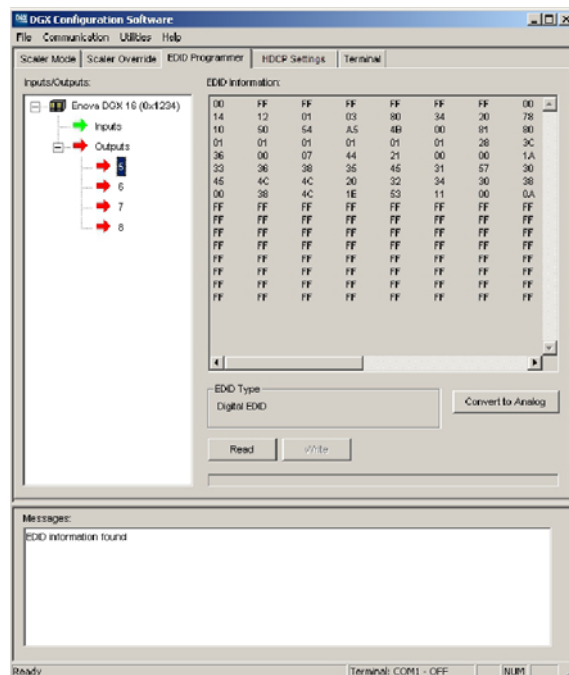 DGX Configuration Software
File Communication Utilities Help
Scaler Mode Scaler Override EDID Programmer HDCP Settings Terminal
Inputs/Outputs:
Enova DGX 16 (0x1234)
Inputs
Outputs
5
6
7
8
EDID Information:
00 FF FF FF FF FF FF 00
14 12 01 03 80 34 20 78
10 50 54 A5 4B 00 81 80
01 01 01 01 01 01 28 3C
36 00 07 44 21 00 00 1A
33 36 38 35 45 31 57 30
45 4C 4C 20 32 34 30 38
00 38 4C 1E 53 11 00 0A
FF FF FF FF FF FF FF FF
FF FF FF FF FF FF FF FF
FF FF FF FF FF FF FF FF
FF FF FF FF FF FF FF FF
FF FF FF FF FF FF FF FF
FF FF FF FF FF FF FF FF
FF FF FF FF FF FF FF FF
FF FF FF FF FF FF FF FF
EDID Type
Digital EDID
Convert to Analog
Read Write
Messages:
EDID information found
Ready Terminal: COM1 - OFF NUM